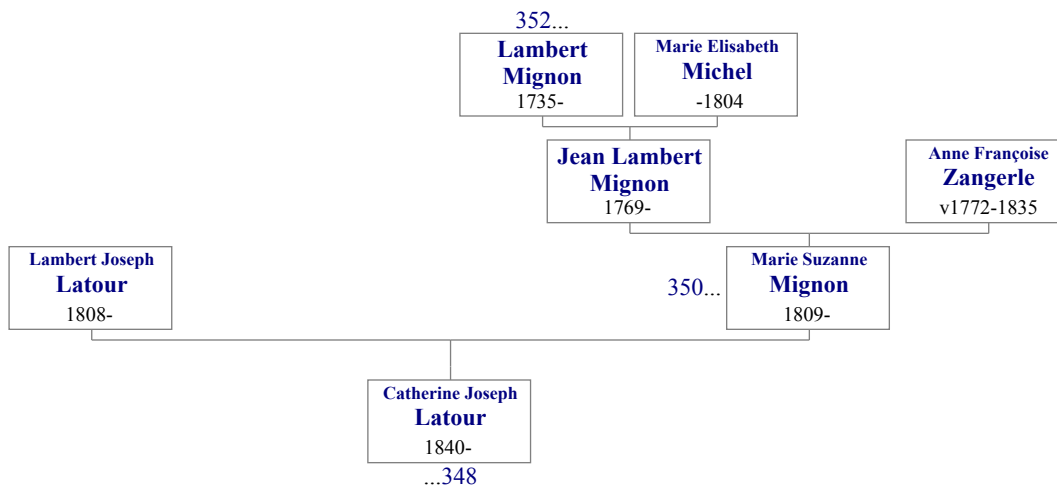 352...
Lambert
Mignon
1735-
Marie Elisabeth
Michel
-1804
Jean Lambert
Mignon
1769-
Anne Françoise
Zangerle
v1772-1835
Lambert Joseph
Latour
1808-
350...
Marie Suzanne
Mignon
1809-
Catherine Joseph
Latour
1840-
...348